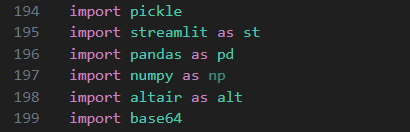 194 import pickle
195 import streamlit as st
196 import pandas as pd
197 import numpy as np
198 import altair as alt
199 import base64